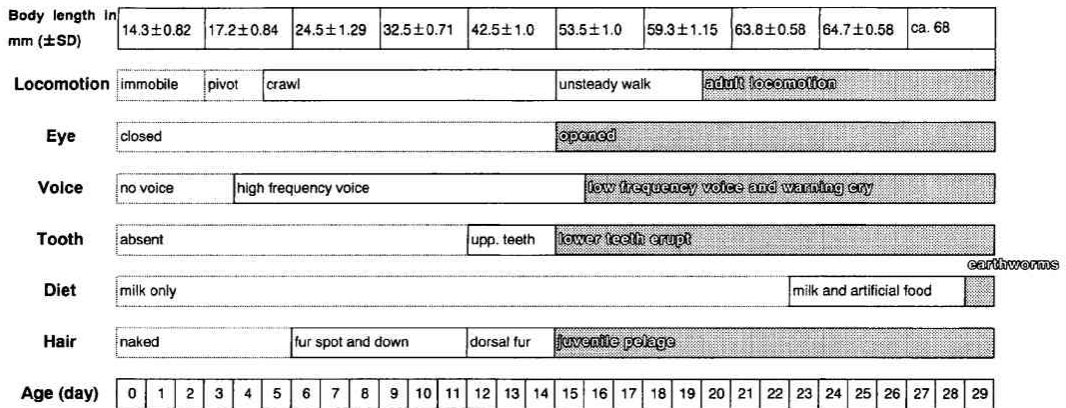 Body length in
mm (±SD)
14.3±0.82 17.2±0.84 24.5±1.29 32.5±0.71 42.5±1.0 53.5±1.0 59.3±1.15 63.8±0.58 64.7±0.58 ca. 68
Locomotion immobile pivot crawl unsteady walk adult locomotion
Eye closed opened
Voice no voice high frequency voice low frequency voice and warning cry
Tooth absent upp. teeth lower teeth erupt
earthworms
Diet milk only milk and artificial food
Hair naked fur spot and down dorsal fur juvenile pelage
Age (day) 0 1 2 3 4 5 6 7 8 9 10 11 12 13 14 15 16 17 18 19 20 21 22 23 24 25 26 27 28 29